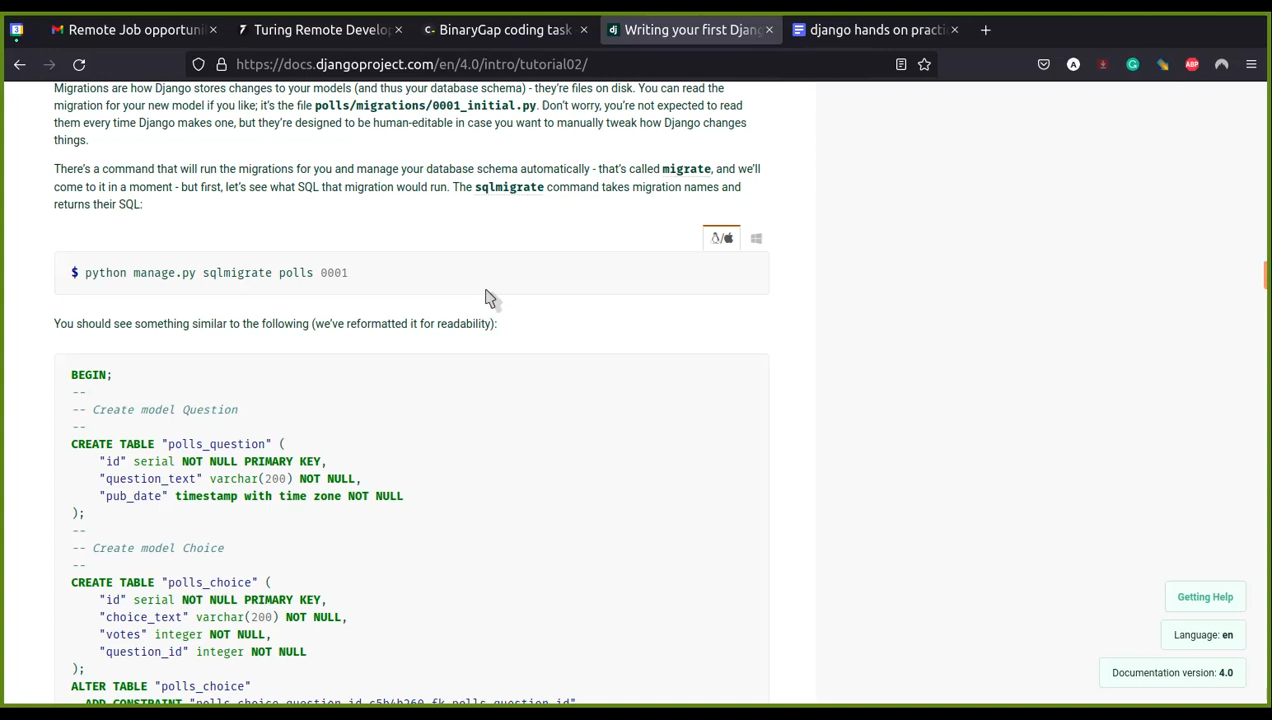 Remote Job opportuni
Turing Remote Develo
BinaryGap coding task
Writing your first Djang
django hands on practic
https://docs.djangoproject.com/en/4.0/intro/tutorial02/
Migrations are how Django stores changes to your models (and thus your database schema) - they're files on disk. You can read the
migration for your new model if you like; it's the file polls/migrations/0001_initial.py. Don't worry, you're not expected to read
them every time Django makes one, but they're designed to be human-editable in case you want to manually tweak how Django changes
things.
There's a command that will run the migrations for you and manage your database schema automatically - that's called migrate, and we'll
come to it in a moment - but first, let's see what SQL that migration would run. The sqlmigrate command takes migration names and
returns their SQL:
/
$ python manage.py sqlmigrate polls 0001
You should see something similar to the following (we've reformatted it for readability):
BEGIN;
--
-- Create model Question
--
CREATE TABLE "polls_question" (
"id" serial NOT NULL PRIMARY KEY,
"question_text" varchar(200) NOT NULL,
"pub_date" timestamp with time zone NOT NULL
);
--
-- Create model Choice
--
CREATE TABLE "polls_choice" (
"id" serial NOT NULL PRIMARY KEY,
"choice_text" varchar(200) NOT NULL,
"votes" integer NOT NULL,
"question_id" integer NOT NULL
);
ALTER TABLE "polls_choice"
ADD CONSTRAINT "polls_choice_question_id_c5b4b260_fk_polls_question_id"
Getting Help
Language: en
Documentation version: 4.0